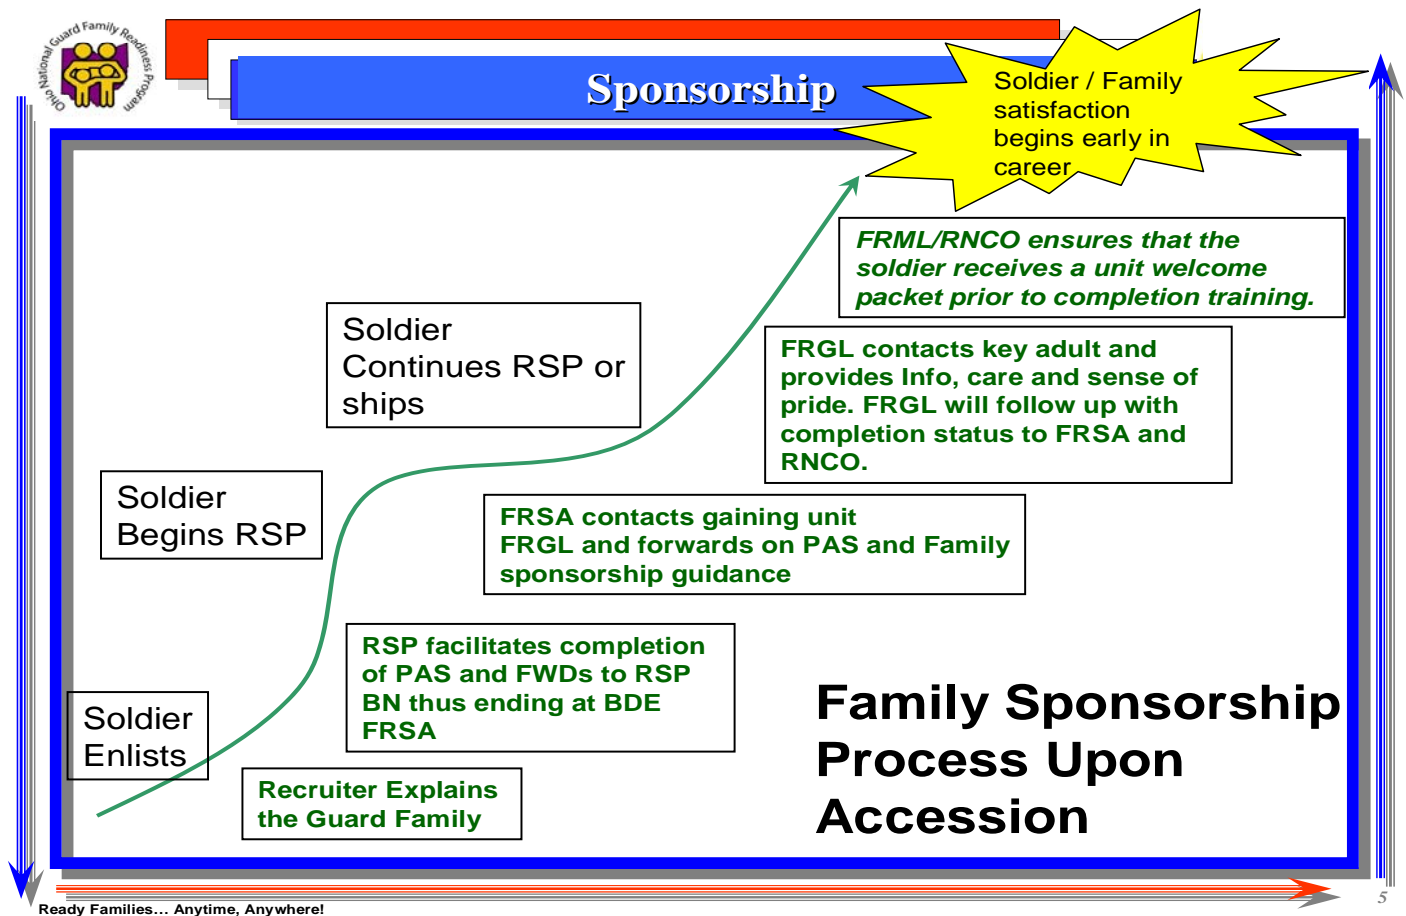 Ohio National Guard Family Readiness Program
Sponsorship
Soldier / Family
satisfaction
begins early in
career
FRML/RNCO ensures that the
soldier receives a unit welcome
packet prior to completion training.
Soldier
Continues RSP or
ships
FRGL contacts key adult and
provides Info, care and sense of
pride. FRGL will follow up with
completion status to FRSA and
RNCO.
Soldier
Begins RSP
FRSA contacts gaining unit
FRGL and forwards on PAS and Family
sponsorship guidance
RSP facilitates completion
of PAS and FWDs to RSP
BN thus ending at BDE
FRSA
Soldier
Enlists
Recruiter Explains
the Guard Family
Family Sponsorship
Process Upon
Accession
Ready Families... Anytime, Anywhere!
5